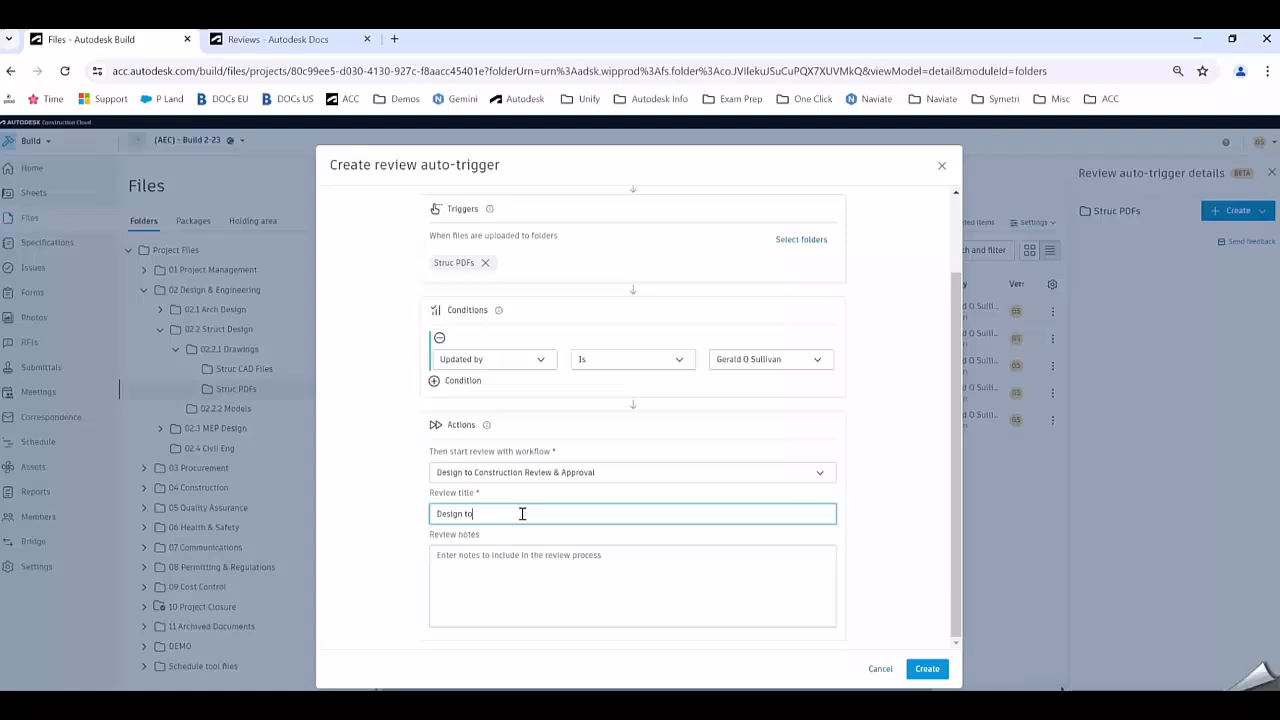 Files - Autodesk Build
Reviews - Autodesk Docs
acc.autodesk.com/build/files/projects/80c99ee5-d030-4130-927c-f8aacc45401e?folderUrn=urn%3Aadsk.wipprod%3Afs.folder%3Aco.JVIlekuJSuCuPQX7XUVMkQ&viewModel=detail&moduleId=folders
Time Support P Land DOCs EU DOCs US ACC Demos Gemini Autodesk Unify Autodesk Info Exam Prep One Click Naviate Naviate Symetri Misc ACC
AUTODESK Construction Cloud
Build
(AEC) - Build 2-23
GS
Home
Sheets
Files
Specifications
Issues
Forms
Photos
RFIs
Submittals
Meetings
Correspondence
Schedule
Assets
Reports
Members
Bridge
Settings
Files
Folders Packages Holding area
Project Files
01 Project Management
02 Design & Engineering
02.1 Arch Design
02.2 Struct Design
02.2.1 Drawings
Struc CAD Files
Struc PDFs
02.2.2 Models
02.3 MEP Design
02.4 Civil Eng
03 Procurement
04 Construction
05 Quality Assurance
06 Health & Safety
07 Communications
08 Permitting & Regulations
09 Cost Control
10 Project Closure
11 Archived Documents
DEMO
Schedule tool files
Create review auto-trigger
Triggers
When files are uploaded to folders
Select folders
Struc PDFs
Conditions
Updated by
Is
Gerald O Sullivan
Condition
Actions
Then start review with workflow *
Design to Construction Review & Approval
Review title *
Design to
Review notes
Enter notes to include in the review process
Cancel
Create
items
Settings
ch and filter
Ver:
d O Sulli...
GS
d O Sulli...
GS
d O Sulli...
GS
d O Sulli...
GS
d O Sulli...
GS
Review auto-trigger details BETA
Struc PDFs
Create
Send feedback